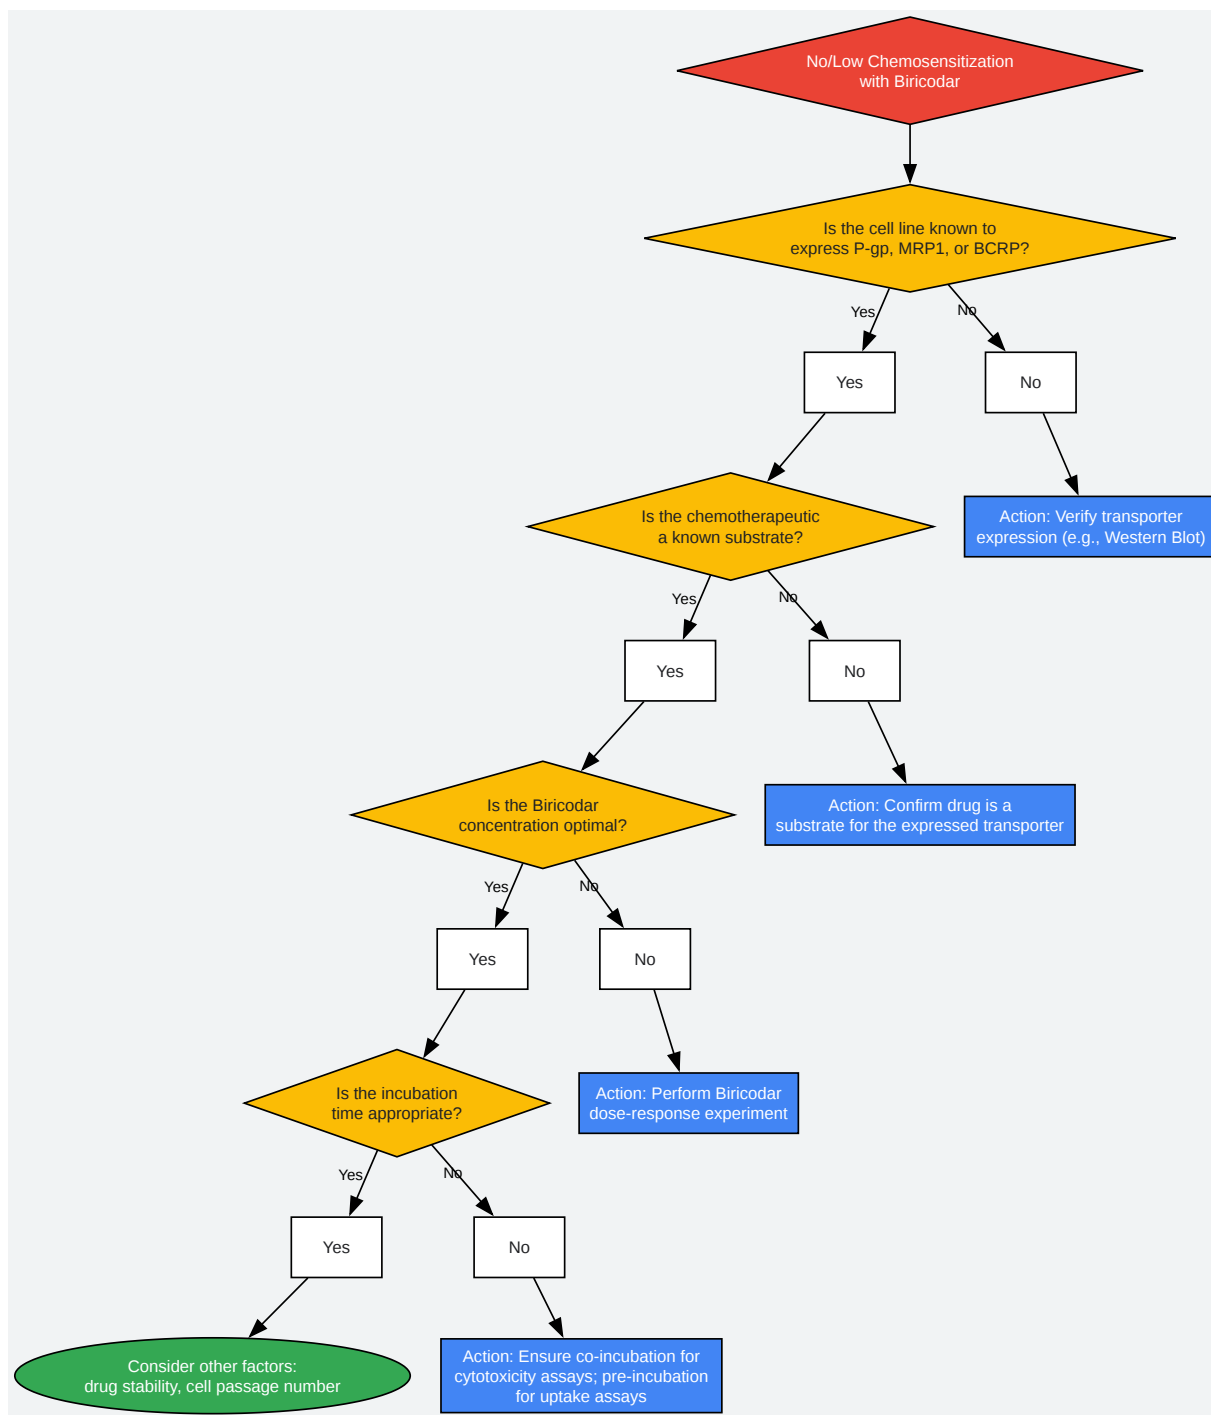 No/Low Chemosensitization
with Biricodar
Is the cell line known to
express P-gp, MRP1, or BCRP?
Yes
No
Yes
No
Is the chemotherapeutic
a known substrate?
Action: Verify transporter
expression (e.g., Western Blot)
Yes
No
Yes
No
Is the Biricodar
concentration optimal?
Action: Confirm drug is a
substrate for the expressed transporter
Yes
No
Yes
No
Is the incubation
time appropriate?
Action: Perform Biricodar
dose-response experiment
Yes
No
Yes
No
Consider other factors:
drug stability, cell passage number
Action: Ensure co-incubation for
cytotoxicity assays; pre-incubation
for uptake assays